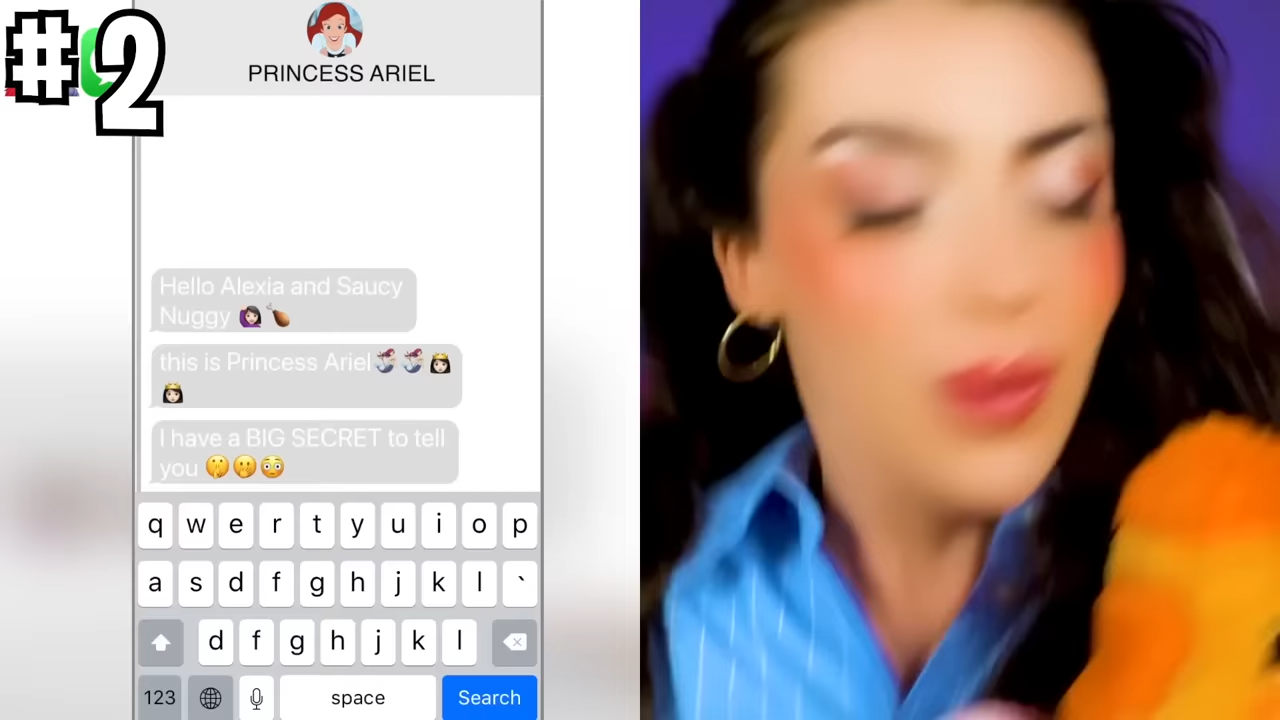 #2
PRINCESS ARIEL
Hello Alexia and Saucy
Nuggy 🙋🏻‍♀️🍗
this is Princess Ariel🧜🏻‍♀️🧜🏻‍♀️👸🏻
👸🏻
I have a BIG SECRET to tell
you 🤫🤭😳
q w e r t y u i o p
a s d f g h j k l `
d f g h j k l
123 space Search